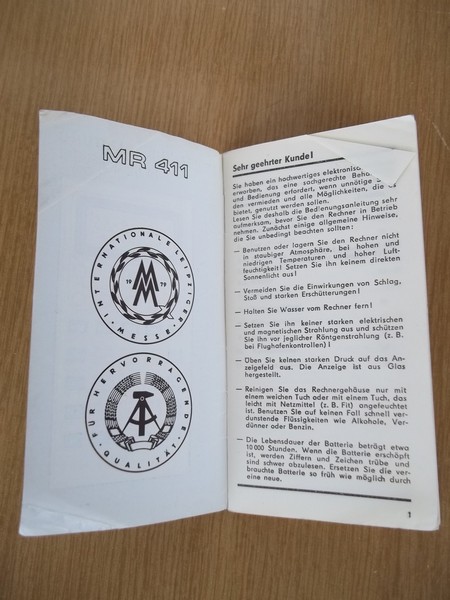 MR 411
INTERNATIONALE LEIPZIGER MESSE
19 MM 79
FÜR HERVORRAGENDE QUALITÄT
Sehr geehrter Kunde!
Sie haben ein hochwertiges elektronisc
erworben, das eine sachgerechte Beha
und Bedienung erfordert, wenn unnötige
den vermieden und alle Möglichkeiten, die es
bietet, genutzt werden sollen.
Lesen Sie deshalb die Bedienungsanleitung sehr
aufmerksam, bevor Sie den Rechner in Betrieb
nehmen. Zunächst einige allgemeine Hinweise,
die Sie unbedingt beachten sollten:
— Benutzen oder lagern Sie den Rechner nicht
in staubiger Atmosphäre, bei hohen und
niedrigen Temperaturen und hoher Luft-
feuchtigkeit! Setzen Sie ihn keinem direkten
Sonnenlicht aus!
— Vermeiden Sie die Einwirkungen von Schlag,
Stoß und starken Erschütterungen!
— Halten Sie Wasser vom Rechner fern!
— Setzen Sie ihn keiner starken elektrischen
und magnetischen Strahlung aus und schützen
Sie ihn vor jeglicher Röntgenstrahlung (z. B.
bei Flughafenkontrollen)!
— Üben Sie keinen starken Druck auf das An-
zeigefeld aus. Die Anzeige ist aus Glas
hergestellt.
— Reinigen Sie das Rechnergehäuse nur mit
einem weichen Tuch oder mit einem Tuch, das
leicht mit Netzmittel (z. B. Fit) angefeuchtet
ist. Benutzen Sie auf keinen Fall schnell ver-
dunstende Flüssigkeiten wie Alkohole, Ver-
dünner oder Benzin.
— Die Lebensdauer der Batterie beträgt etwa
10 000 Stunden. Wenn die Batterie erschöpft
ist, werden Ziffern und Zeichen trübe und
sind schwer abzulesen. Ersetzen Sie die ver-
brauchte Batterie so früh wie möglich durch
eine neue.
1